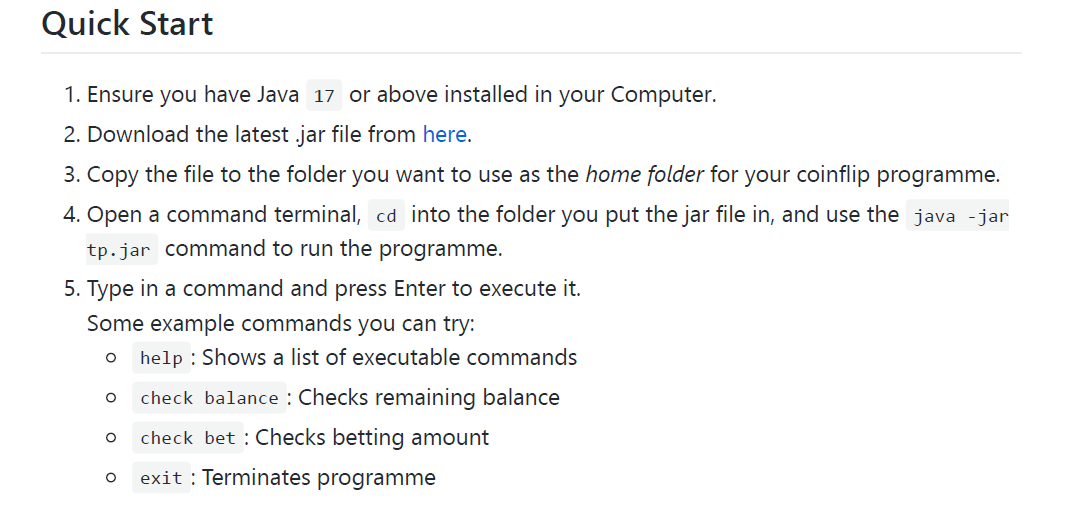 Quick Start
1. Ensure you have Java 17 or above installed in your Computer.
2. Download the latest .jar file from here.
3. Copy the file to the folder you want to use as the home folder for your coinflip programme.
4. Open a command terminal, cd into the folder you put the jar file in, and use the java -jar
tp.jar command to run the programme.
5. Type in a command and press Enter to execute it.
Some example commands you can try:
help : Shows a list of executable commands
check balance : Checks remaining balance
check bet : Checks betting amount
exit : Terminates programme